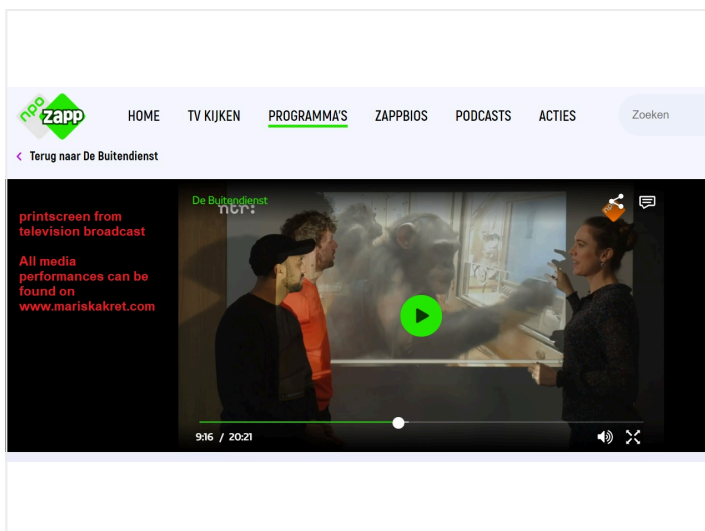 npo
zapp
HOME
TV KIJKEN
PROGRAMMA'S
ZAPPBIOS
PODCASTS
ACTIES
Zoeken
Terug naar De Buitendienst
De Buitendienst
ntr:
printscreen from
television broadcast
All media
performances can be
found on
www.mariskakret.com
9:16 / 20:21